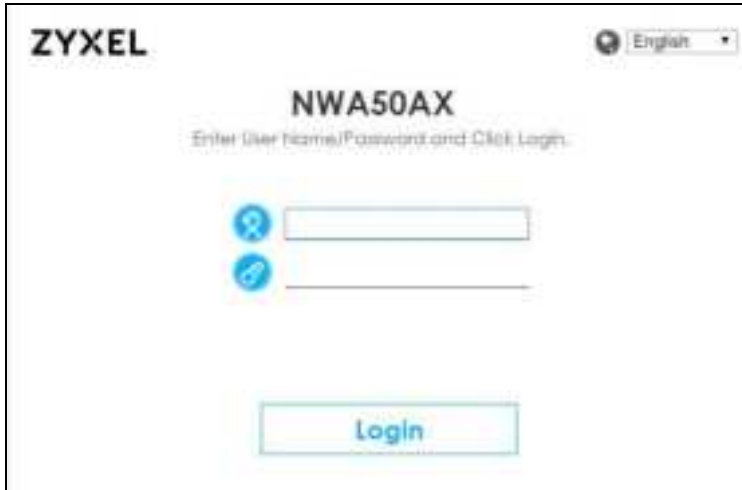 ZYXEL
English
NWA50AX
Enter User Name/Password and Click Login.
Login